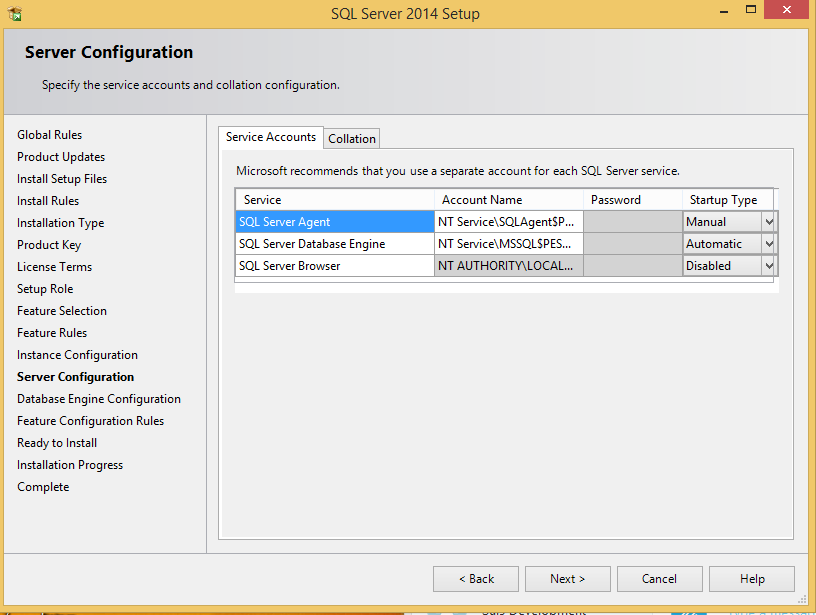 SQL Server 2014 Setup
Server Configuration
Specify the service accounts and collation configuration.
Global Rules
Product Updates
Install Setup Files
Install Rules
Installation Type
Product Key
License Terms
Setup Role
Feature Selection
Feature Rules
Instance Configuration
Server Configuration
Database Engine Configuration
Feature Configuration Rules
Ready to Install
Installation Progress
Complete
Service Accounts Collation
Microsoft recommends that you use a separate account for each SQL Server service.
Service Account Name Password Startup Type
SQL Server Agent NT Service\SQLAgent$P... Manual
SQL Server Database Engine NT Service\MSSQL$PES... Automatic
SQL Server Browser NT AUTHORITY\LOCAL... Disabled
< Back Next > Cancel Help